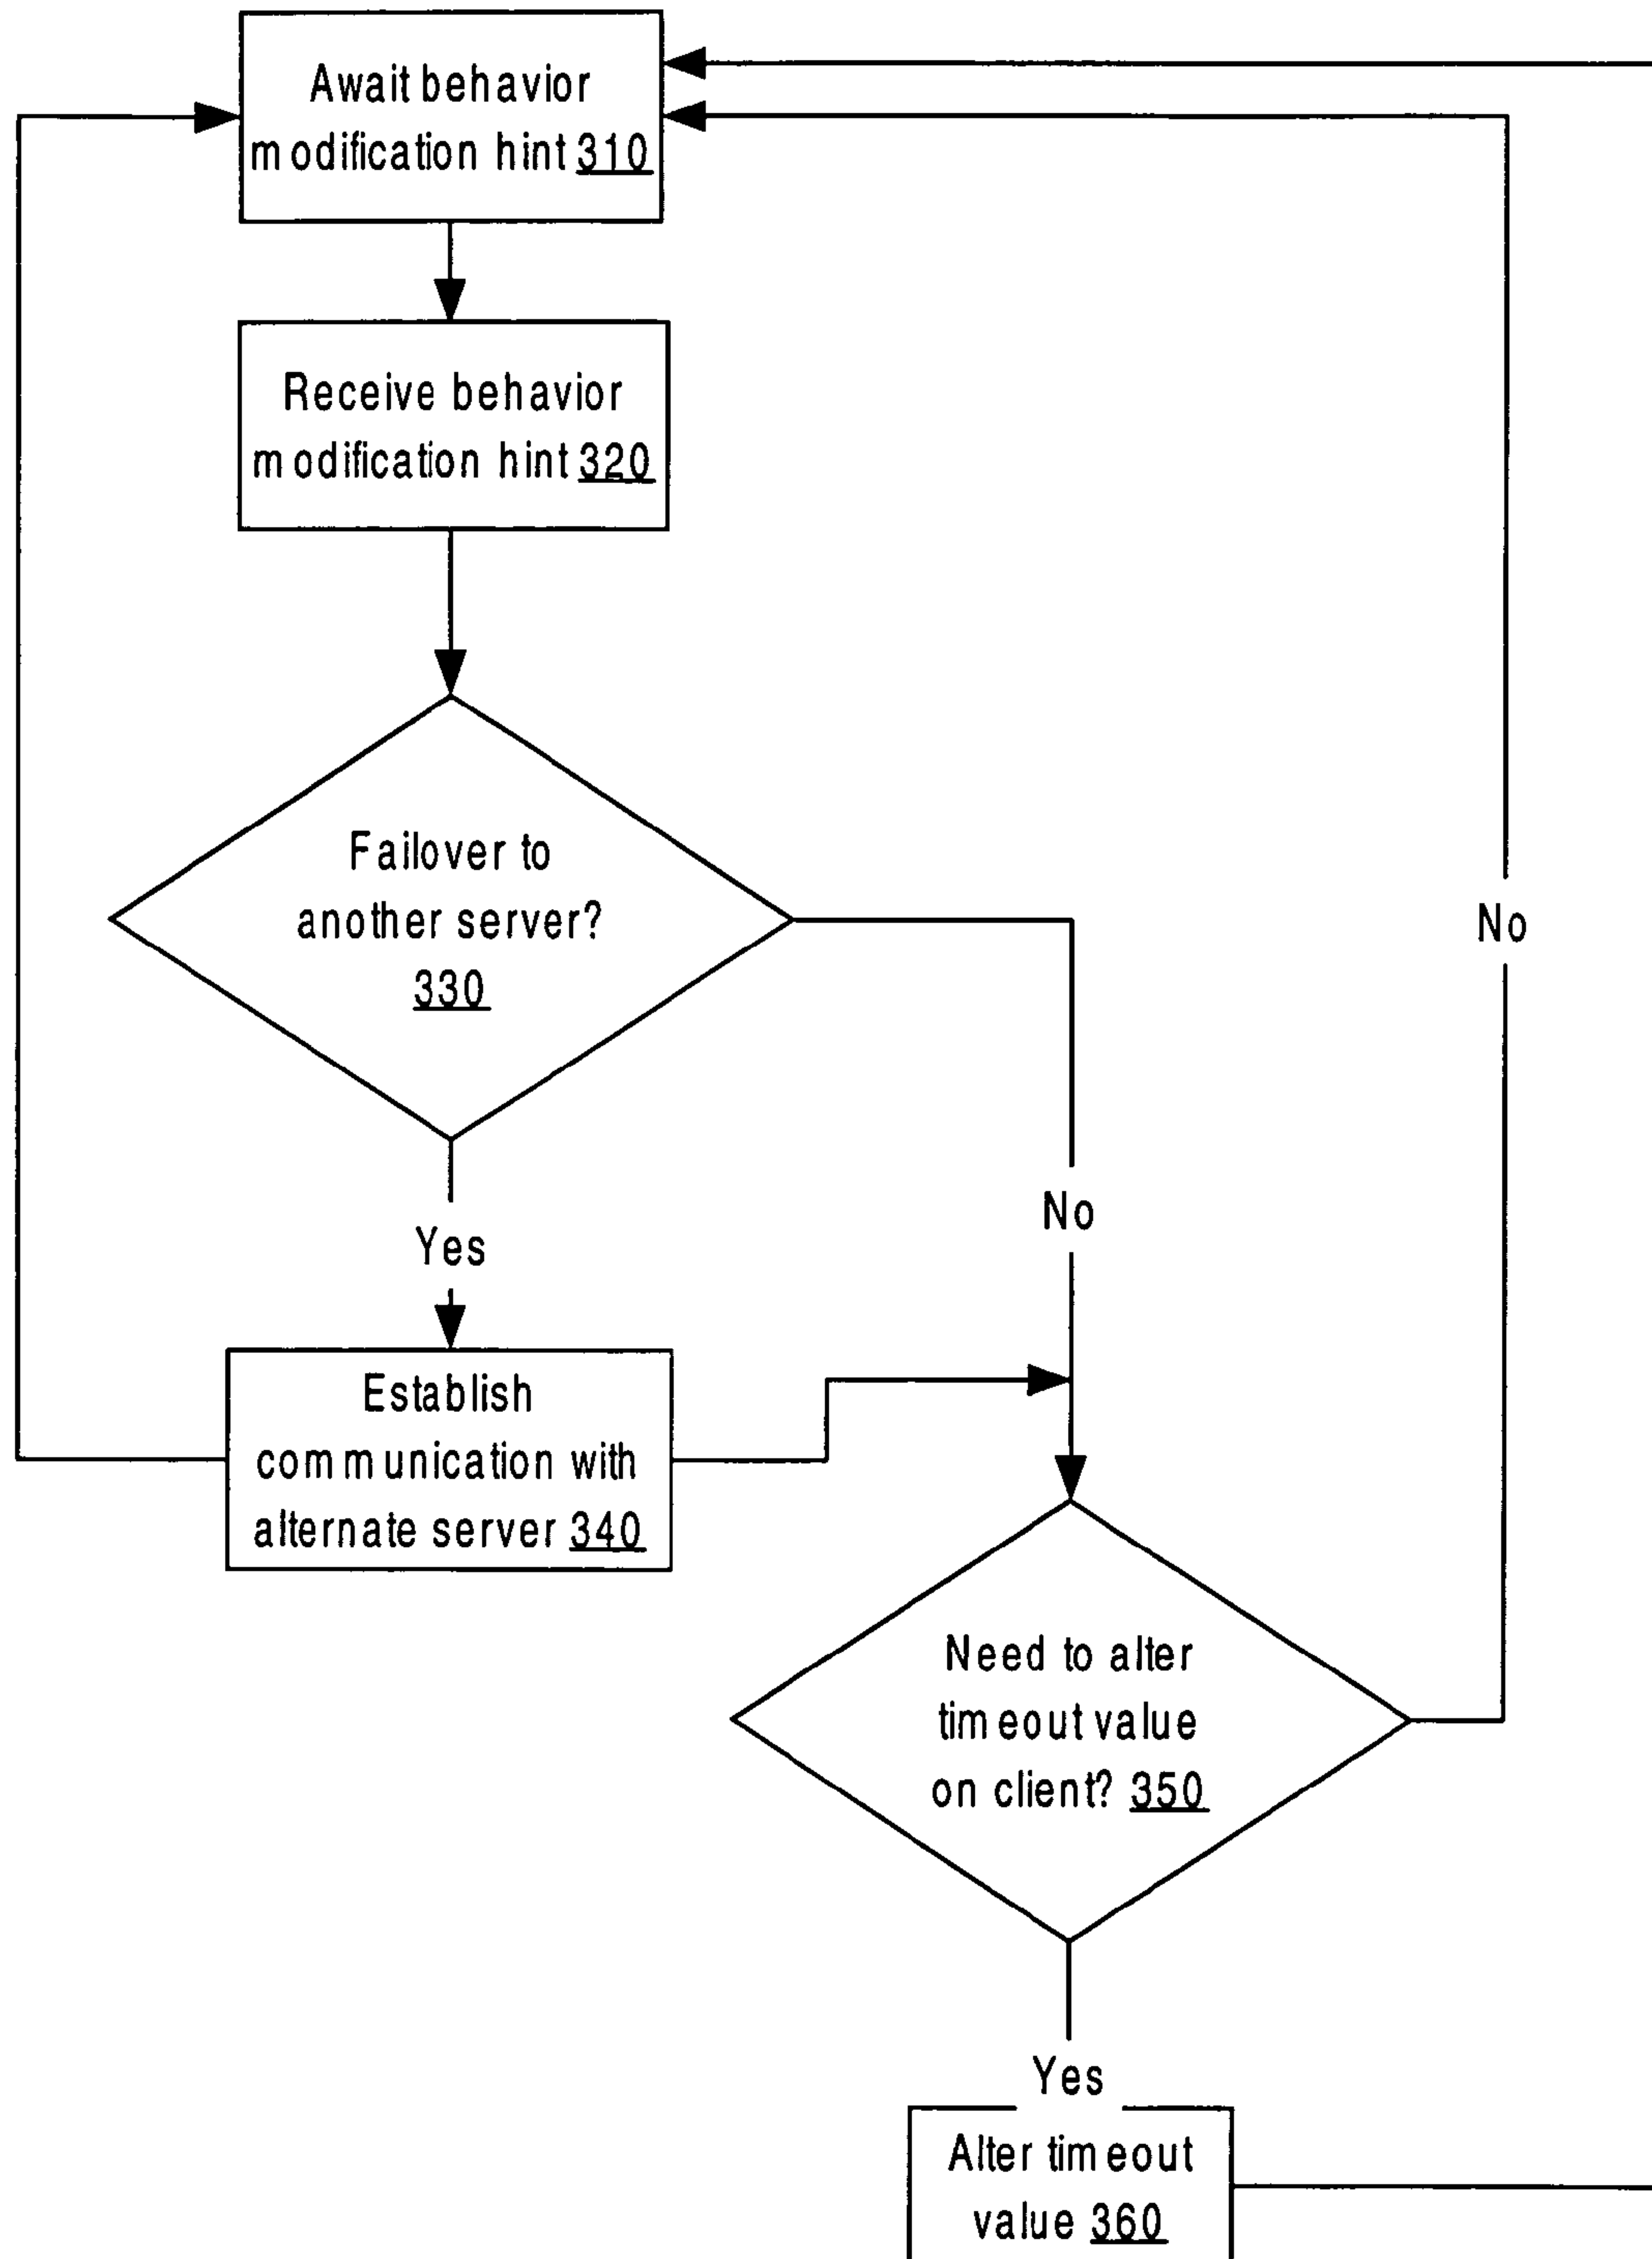 Await behavior
modification hint 310
Receive behavior
modification hint 320
Failover to
another server?
330
No
No
Yes
Establish
communication with
alternate server 340
Need to alter
timeout value
on client? 350
Yes
Alter timeout
value 360